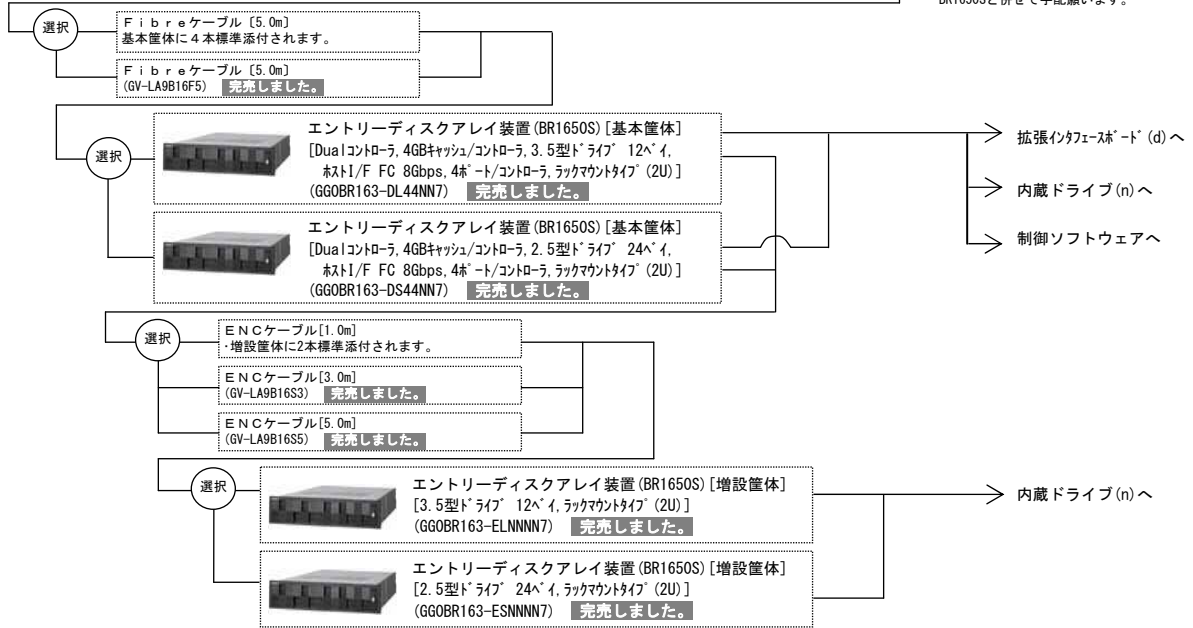 BR1650Sと併せて手配願います。
選択
Ｆｉｂｒｅケーブル〔5.0m〕
基本筐体に４本標準添付されます。
Ｆｉｂｒｅケーブル〔5.0m〕
(GV-LA9B16F5) 完売しました。
選択
エントリーディスクアレイ装置(BR1650S)[基本筐体]
[Dualｺﾝﾄﾛｰﾗ,4GBｷｬｯｼｭ/ｺﾝﾄﾛｰﾗ,3.5型ﾄﾞﾗｲﾌﾞ 12ﾍﾞｲ,
ﾎｽﾄI/F FC 8Gbps,4ﾎﾟｰﾄ/ｺﾝﾄﾛｰﾗ,ﾗｯｸﾏｳﾝﾄﾀｲﾌﾟ(2U)]
(GGOBR163-DL44NN7) 完売しました。
エントリーディスクアレイ装置(BR1650S)[基本筐体]
[Dualｺﾝﾄﾛｰﾗ,4GBｷｬｯｼｭ/ｺﾝﾄﾛｰﾗ,2.5型ﾄﾞﾗｲﾌﾞ 24ﾍﾞｲ,
ﾎｽﾄI/F FC 8Gbps,4ﾎﾟｰﾄ/ｺﾝﾄﾛｰﾗ,ﾗｯｸﾏｳﾝﾄﾀｲﾌﾟ(2U)]
(GGOBR163-DS44NN7) 完売しました。
拡張ｲﾝﾀﾌｪｰｽﾎﾞｰﾄﾞ(d)へ
内蔵ドライブ(n)へ
制御ソフトウェアへ
選択
ＥＮＣケーブル[1.0m]
･増設筐体に2本標準添付されます。
ＥＮＣケーブル[3.0m]
(GV-LA9B16S3) 完売しました。
ＥＮＣケーブル[5.0m]
(GV-LA9B16S5) 完売しました。
選択
エントリーディスクアレイ装置(BR1650S)[増設筐体]
[3.5型ﾄﾞﾗｲﾌﾞ 12ﾍﾞｲ,ﾗｯｸﾏｳﾝﾄﾀｲﾌﾟ(2U)]
(GGOBR163-ELNNNN7) 完売しました。
エントリーディスクアレイ装置(BR1650S)[増設筐体]
[2.5型ﾄﾞﾗｲﾌﾞ 24ﾍﾞｲ,ﾗｯｸﾏｳﾝﾄﾀｲﾌﾟ(2U)]
(GGOBR163-ESNNNN7) 完売しました。
内蔵ドライブ(n)へ